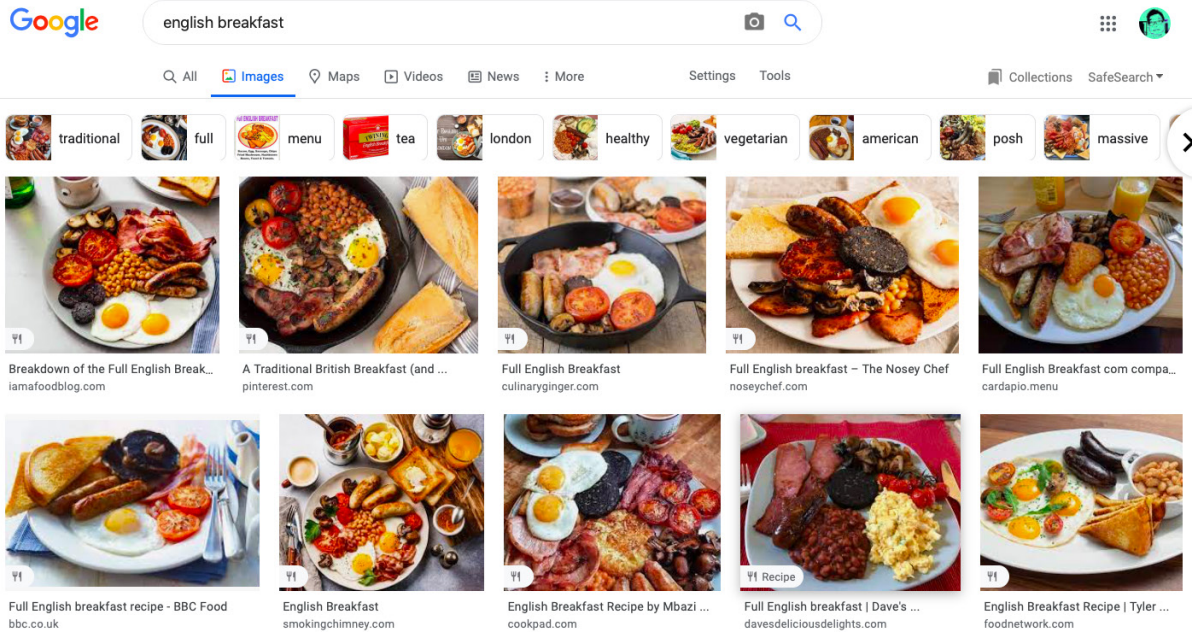 Google
english breakfast
All Images Maps Videos News More Settings Tools Collections SafeSearch
traditional full menu tea london healthy vegetarian american posh massive
Breakdown of the Full English Break...
iamafoodblog.com
A Traditional British Breakfast (and ...
pinterest.com
Full English Breakfast
culinaryginger.com
Full English breakfast – The Nosey Chef
noseychef.com
Full English Breakfast com compa...
cardapio.menu
Recipe
Full English breakfast recipe - BBC Food
bbc.co.uk
English Breakfast
smokingchimney.com
English Breakfast Recipe by Mbazi ...
cookpad.com
Full English breakfast | Dave's ...
davesdeliciousdelights.com
English Breakfast Recipe | Tyler ...
foodnetwork.com